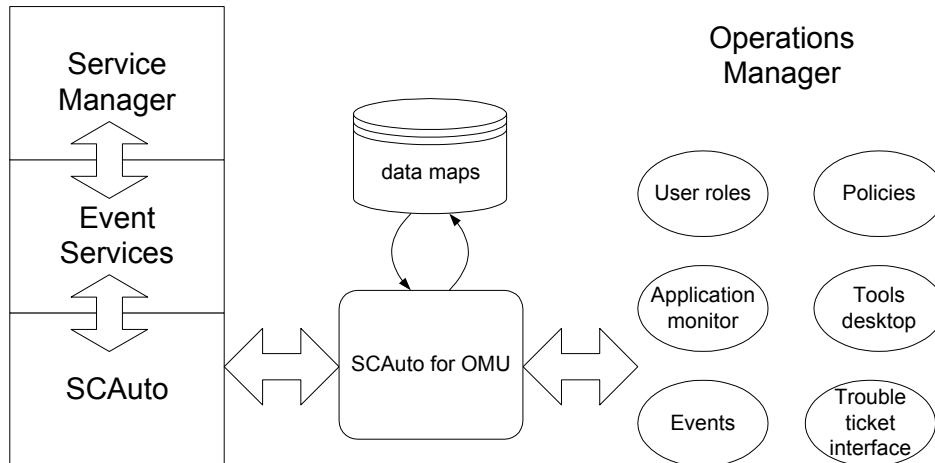 Service
Manager
Event
Services
SCAuto
data maps
SCAuto for OMU
Operations
Manager
User roles
Policies
Application
monitor
Tools
desktop
Events
Trouble
ticket
interface